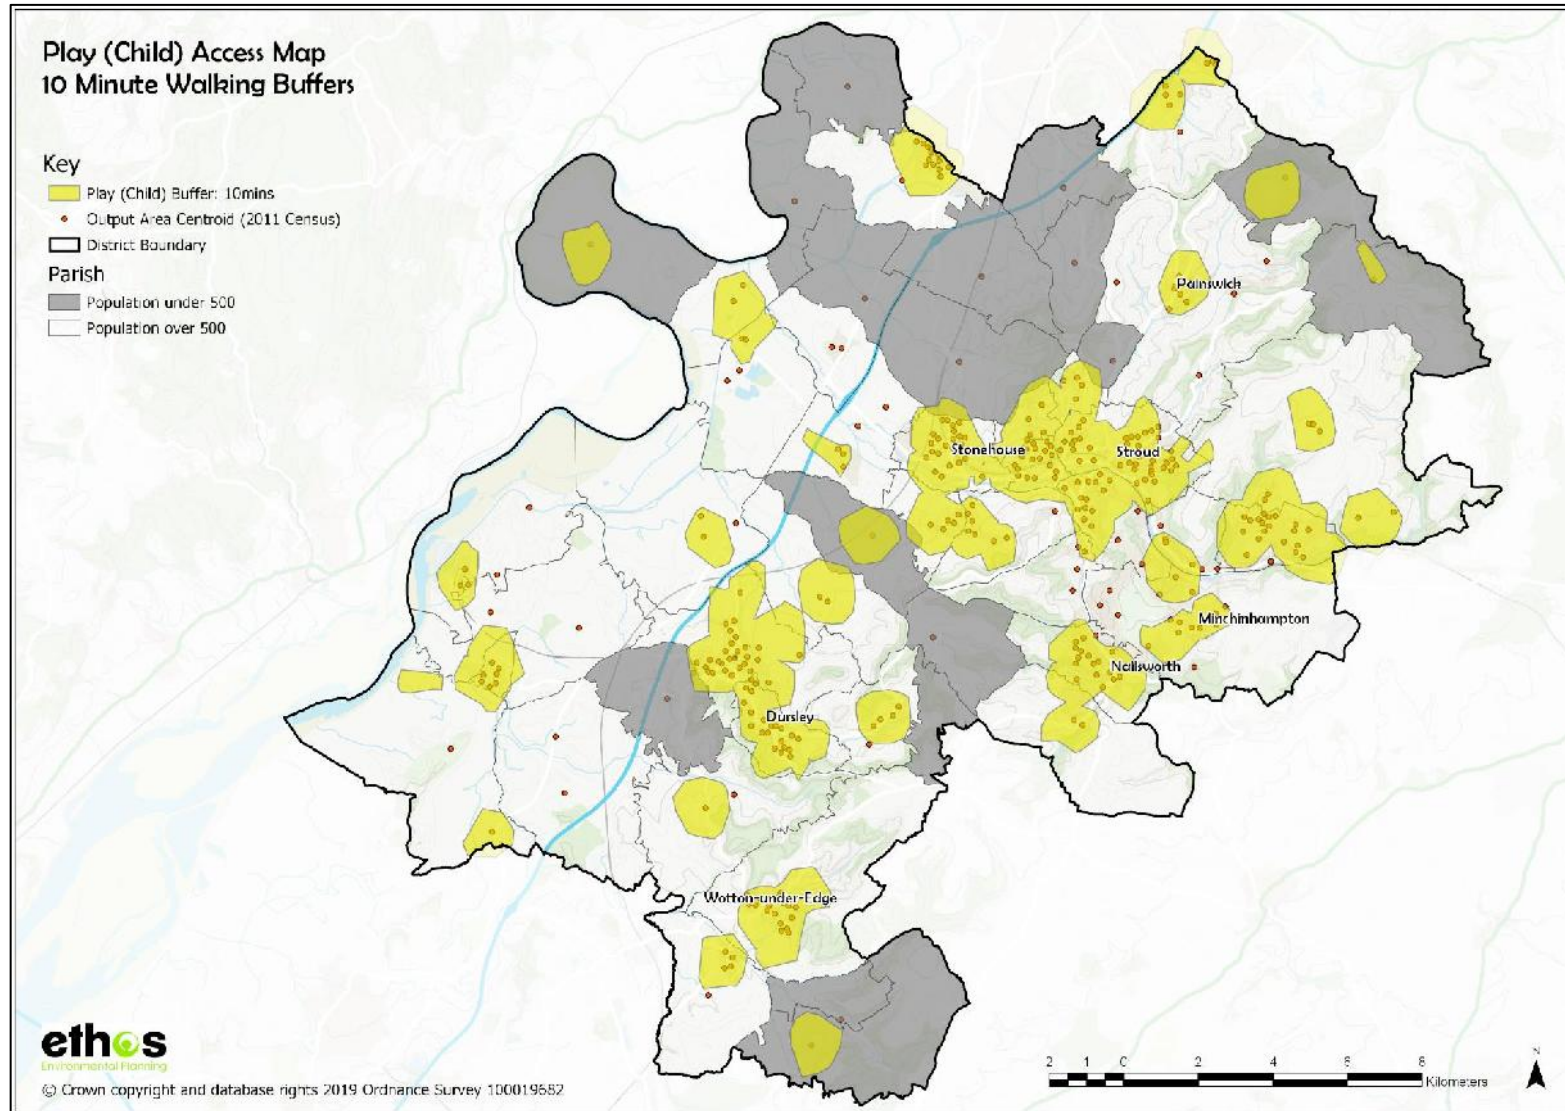 Play (Child) Access Map
10 Minute Walking Buffers
Key
Play (Child) Buffer: 10mins
Output Area Centroid (2011 Census)
District Boundary
Parish
Population under 500
Population over 500
Painswick
Stonehouse
Stroud
Minchinhampton
Nailsworth
Dursley
Wotton-under-Edge
ethos
Environmental Planning
© Crown copyright and database rights 2019 Ordnance Survey 100019682
2 1 0 2 4 6 8
Kilometers
N